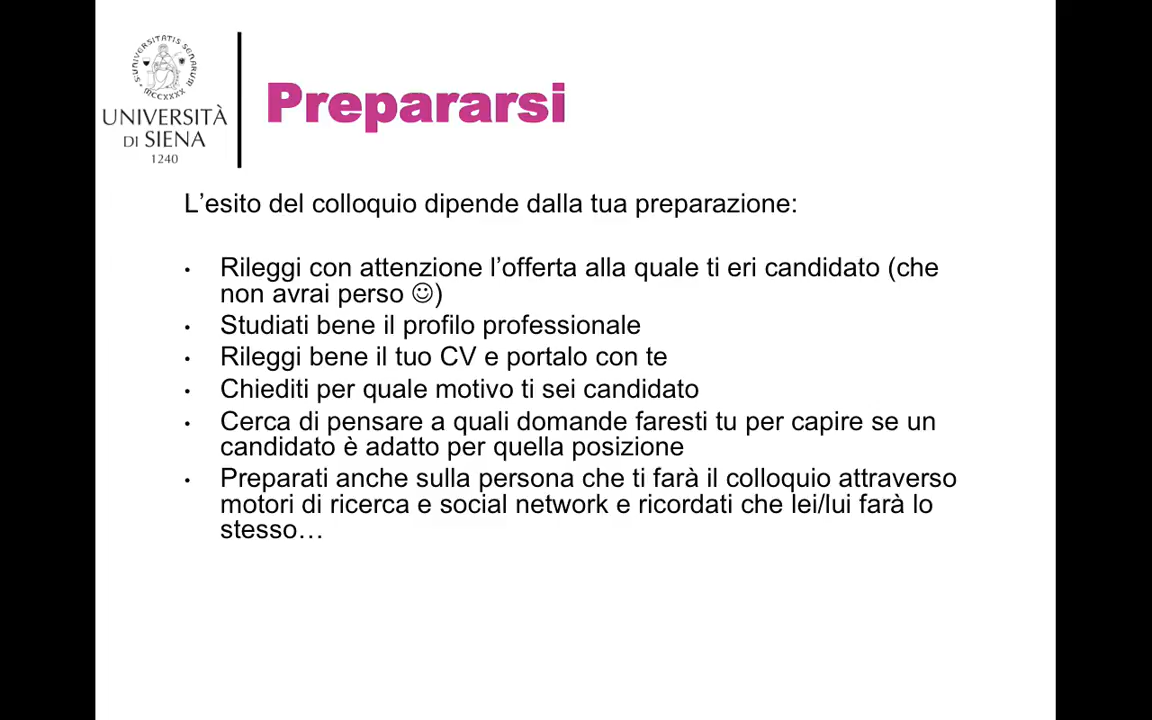 SVNIVERSITATIS SENARVM
MCCXXXX
UNIVERSITÀ
DI SIENA
1240
Prepararsi
L’esito del colloquio dipende dalla tua preparazione:
• Rileggi con attenzione l’offerta alla quale ti eri candidato (che
non avrai perso ☺)
• Studiati bene il profilo professionale
• Rileggi bene il tuo CV e portalo con te
• Chiediti per quale motivo ti sei candidato
• Cerca di pensare a quali domande faresti tu per capire se un
candidato è adatto per quella posizione
• Preparati anche sulla persona che ti farà il colloquio attraverso
motori di ricerca e social network e ricordati che lei/lui farà lo
stesso…